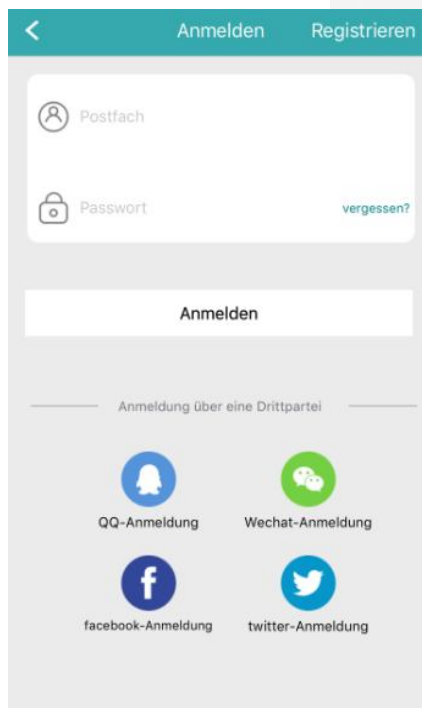 Anmelden Registrieren
Postfach
Passwort vergessen?
Anmelden
Anmeldung über eine Drittpartei
QQ-Anmeldung Wechat-Anmeldung
facebook-Anmeldung twitter-Anmeldung